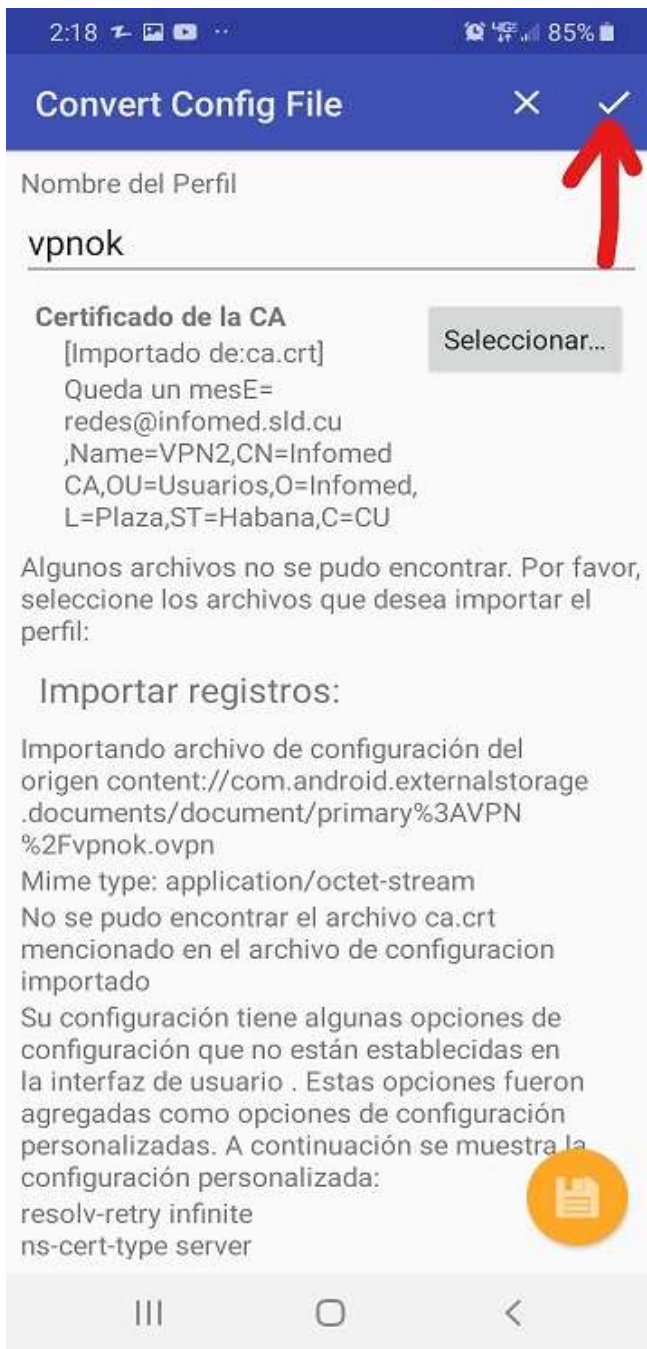 2:18
4GE 85%
Convert Config File
Nombre del Perfil
vpnok
Certificado de la CA
Seleccionar...
[Importado de:ca.crt]
Queda un mesE=
redes@infomed.sld.cu
,Name=VPN2,CN=Infomed
CA,OU=Usuarios,O=Infomed,
L=Plaza,ST=Habana,C=CU
Algunos archivos no se pudo encontrar. Por favor,
seleccione los archivos que desea importar el
perfil:
Importar registros:
Importando archivo de configuración del
origen content://com.android.externalstorage
.documents/document/primary%3AVPN
%2Fvpnok.ovpn
Mime type: application/octet-stream
No se pudo encontrar el archivo ca.crt
mencionado en el archivo de configuracion
importado
Su configuración tiene algunas opciones de
configuración que no están establecidas en
la interfaz de usuario . Estas opciones fueron
agregadas como opciones de configuración
personalizadas. A continuación se muestra la
configuración personalizada:
resolv-retry infinite
ns-cert-type server